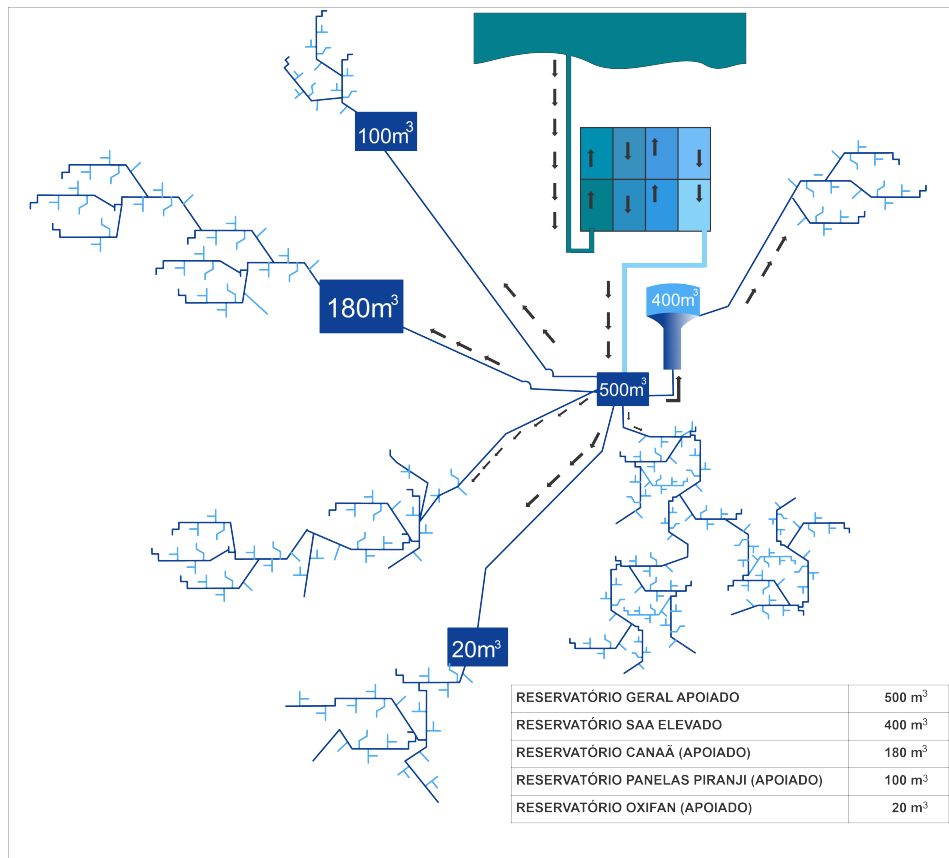 100m³
180m³
400m³
500m³
20m³
RESERVATÓRIO GERAL APOIADO 500 m³
RESERVATÓRIO SAA ELEVADO 400 m³
RESERVATÓRIO CANAÃ (APOIADO) 180 m³
RESERVATÓRIO PANELAS PIRANJI (APOIADO) 100 m³
RESERVATÓRIO OXIFAN (APOIADO) 20 m³